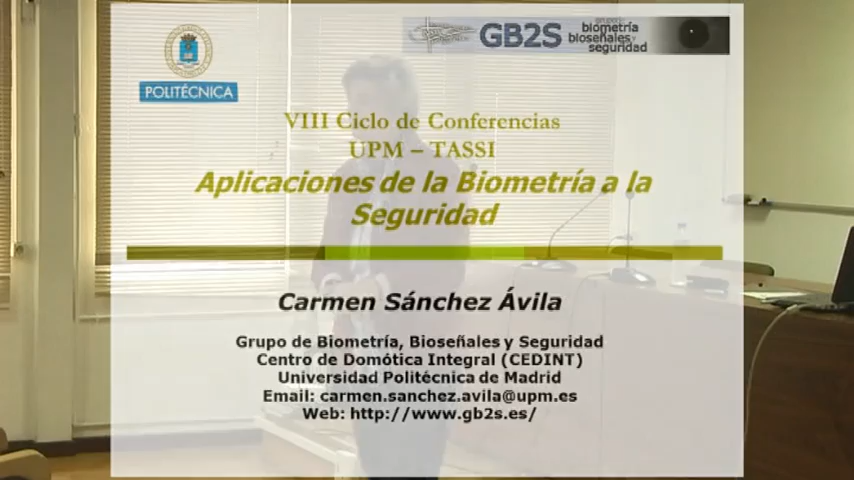 POLITÉCNICA
GB2S
biometría
bioseñales y
seguridad
VIII Ciclo de Conferencias
UPM – TASSI
Aplicaciones de la Biometría a la
Seguridad
Carmen Sánchez Ávila
Grupo de Biometría, Bioseñales y Seguridad
Centro de Domótica Integral (CEDINT)
Universidad Politécnica de Madrid
Email: carmen.sanchez.avila@upm.es
Web: http://www.gb2s.es/